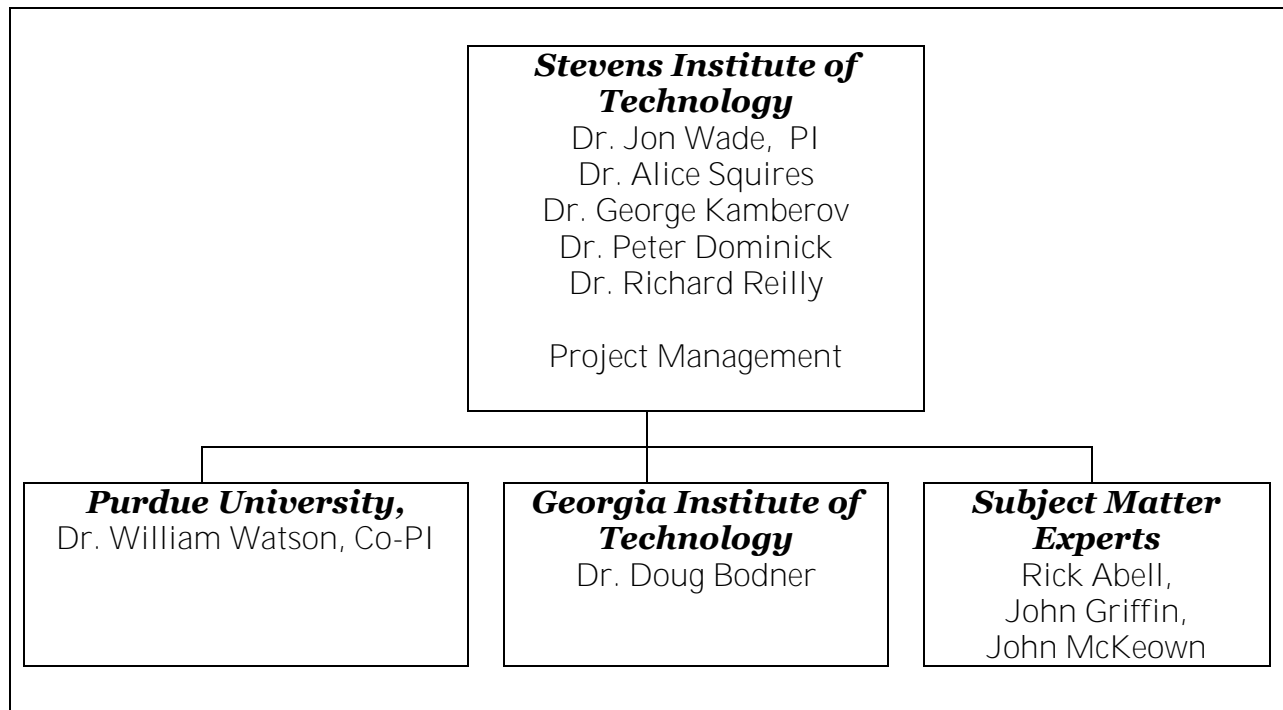 Stevens Institute of
Technology
Dr. Jon Wade, PI
Dr. Alice Squires
Dr. George Kamberov
Dr. Peter Dominick
Dr. Richard Reilly
Project Management
Purdue University,
Dr. William Watson, Co-PI
Georgia Institute of
Technology
Dr. Doug Bodner
Subject Matter
Experts
Rick Abell,
John Griffin,
John McKeown